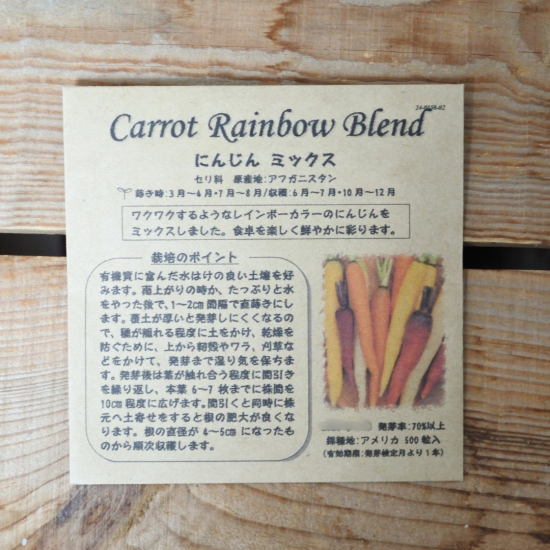 24-0838-02
Carrot Rainbow Blend
にんじん ミックス
セリ科 原産地:アフガニスタン
蒔き時:3月~4月・7月~8月/収穫:6月~7月・10月~12月
ワクワクするようなレインボーカラーのにんじんを
ミックスしました。食卓を楽しく鮮やかに彩ります。
栽培のポイント
有機質に富んだ水はけの良い土壌を好
みます。雨上がりの時か、たっぷりと水
をやった後で、1~2cm間隔で直蒔きにし
ます。覆土が厚いと発芽しにくくなるの
で、種が隠れる程度に土をかけ、乾燥を
防ぐために、上から籾殻やワラ、刈草な
どをかけて、発芽まで湿り気を保ちま
す。発芽後は葉が触れ合う程度に間引き
を繰り返し、本葉 6~7 枚までに株間を
10cm程度に広げます。間引くと同時に株
元へ土寄せをすると根の肥大が良くな
ります。根の直径が 4~5cm になったも
のから順次収穫します。
発芽率:70%以上
採種地:アメリカ 500粒入
(有効期限:発芽検定月より1年)